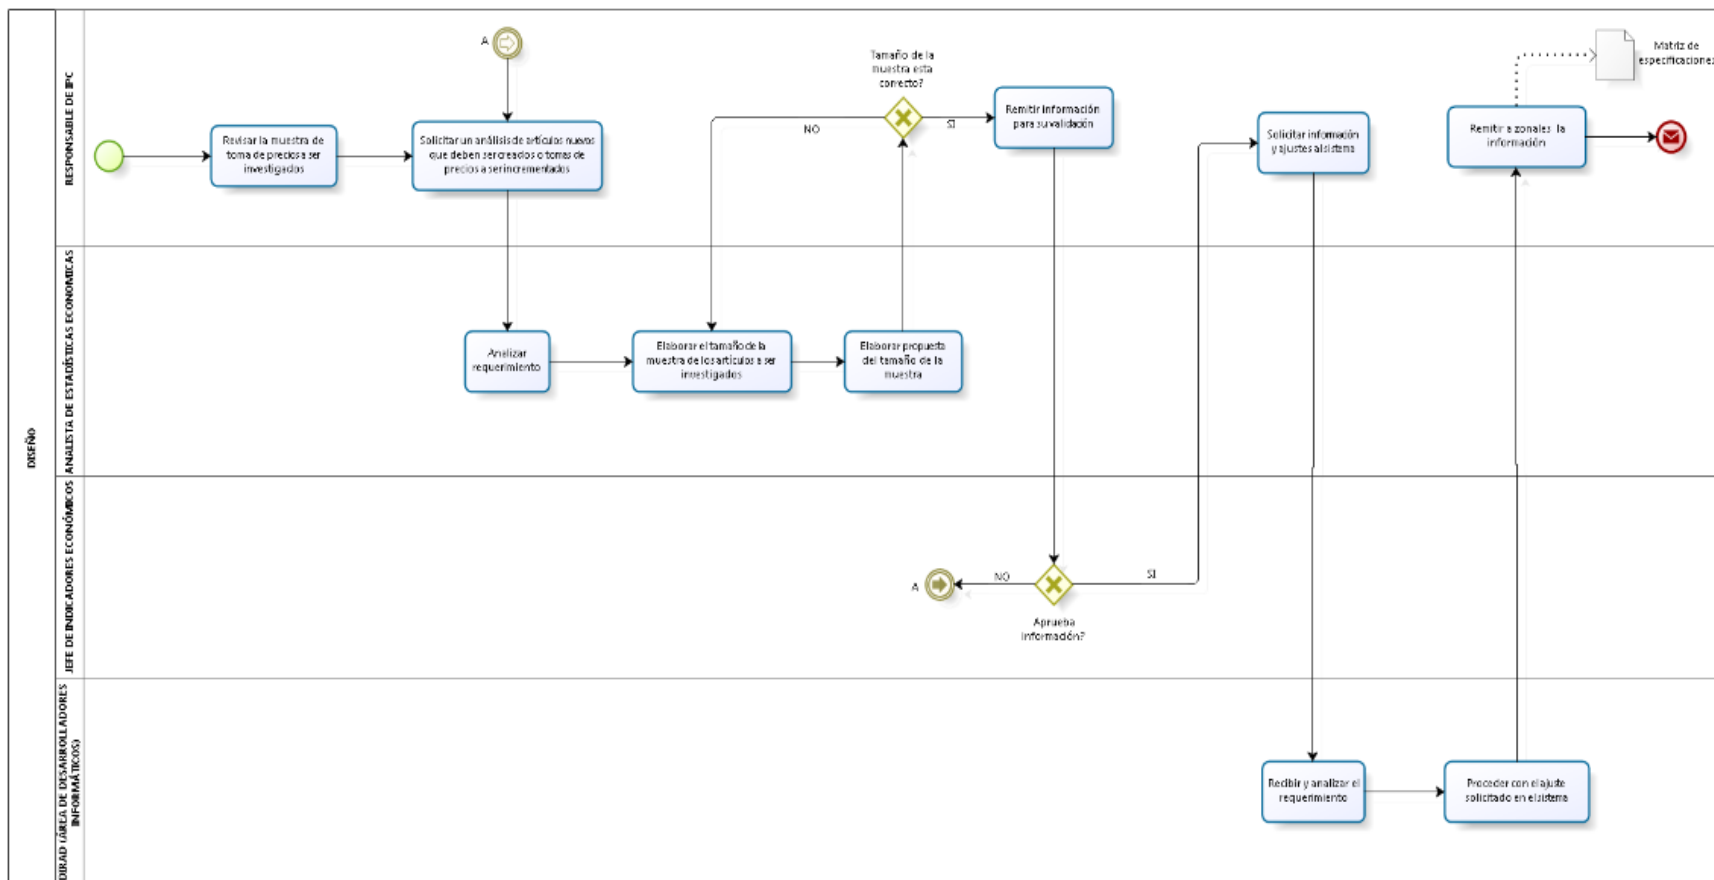 DISEÑO
RESPONSABLE DE IPC
A
Revisar la muestra de
toma de precios a ser
investigados
Solicitar un análisis de artículos nuevos
que deben ser creados o tomas de
precios a ser incrementados
Tamaño de la
muestra esta
correcto?
NO
SI
Remitir información
para su validación
Solicitar información
y ajustes al sistema
Remitir a zonales la
información
Matriz de
especificaciones
ANALISTA DE ESTADÍSTICAS ECONOMICAS
Analizar
requerimiento
Elaborar el tamaño de la
muestra de los artículos a ser
investigados
Elaborar propuesta
del tamaño de la
muestra
JEFE DE INDICADORES ECONÓMICOS
A
NO
SI
Aprueba
información?
DIRAD (ÁREA DE DESARROLLADORES
INFORMÁTICOS)
Recibir y analizar el
requerimiento
Proceder con el ajuste
solicitado en el sistema